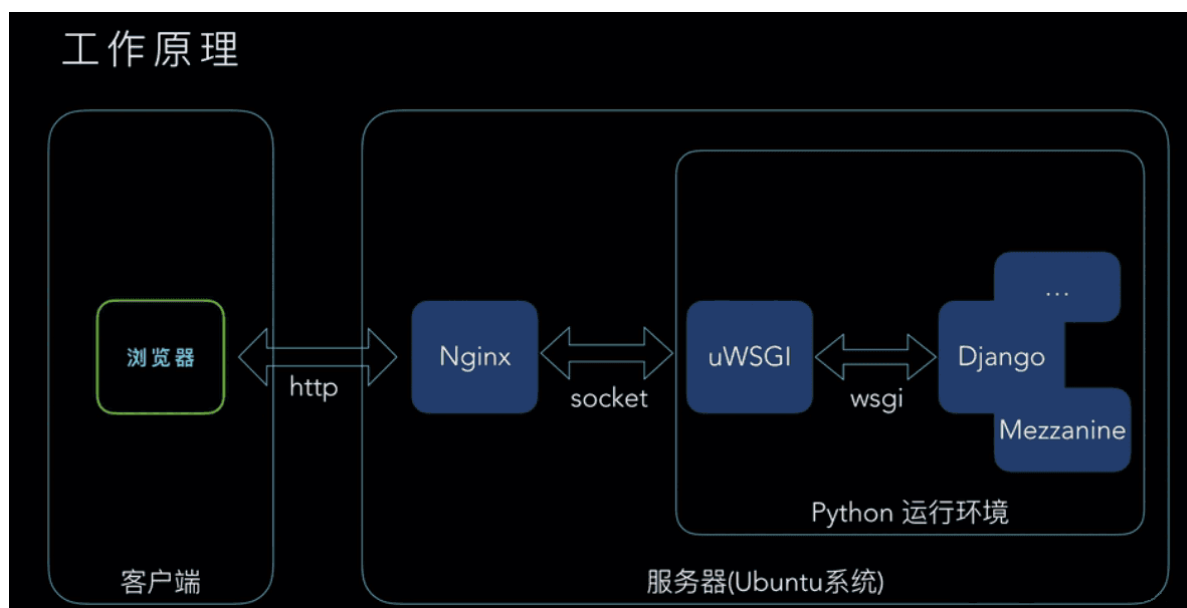 工作原理
浏览器
http
Nginx
socket
uWSGI
wsgi
...
Django
Mezzanine
Python 运行环境
客户端
服务器(Ubuntu系统)